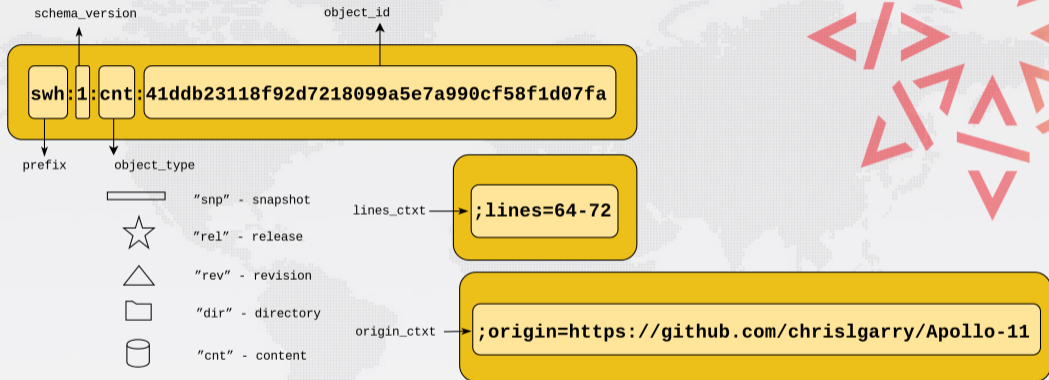 schema_version
object_id
swh:1:cnt:41ddb23118f92d7218099a5e7a990cf58f1d07fa
prefix
object_type
”snp” - snapshot
”rel” - release
”rev” - revision
”dir” - directory
”cnt” - content
lines_ctxt
;lines=64-72
origin_ctxt
;origin=https://github.com/chrislgarry/Apollo-11